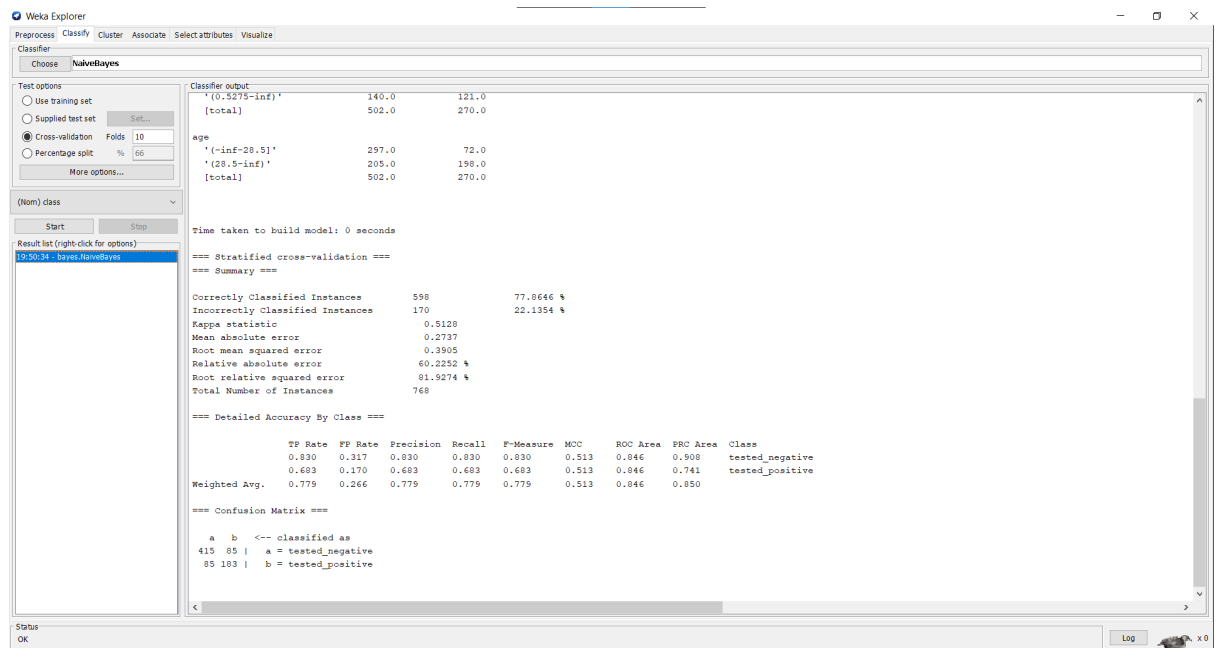 Weka Explorer
Preprocess Classify Cluster Associate Select attributes Visualize
Classifier
Choose NaiveBayes
Test options
Use training set
Supplied test set Set...
Cross-validation Folds 10
Percentage split % 66
More options...
(Nom) class
Start Stop
Result list (right-click for options)
19:50:34 - bayes.NaiveBayes
Classifier output
'(0.5275-inf)' 140.0 121.0
[total] 502.0 270.0
age
'(-inf-28.5]' 297.0 72.0
'(28.5-inf)' 205.0 198.0
[total] 502.0 270.0
Time taken to build model: 0 seconds
=== Stratified cross-validation ===
=== Summary ===
Correctly Classified Instances 598 77.8646 %
Incorrectly Classified Instances 170 22.1354 %
Kappa statistic 0.5128
Mean absolute error 0.2737
Root mean squared error 0.3905
Relative absolute error 60.2252 %
Root relative squared error 81.9274 %
Total Number of Instances 768
=== Detailed Accuracy By Class ===
TP Rate FP Rate Precision Recall F-Measure MCC ROC Area PRC Area Class
0.830 0.317 0.830 0.830 0.830 0.513 0.846 0.908 tested_negative
0.683 0.170 0.683 0.683 0.683 0.513 0.846 0.741 tested_positive
Weighted Avg. 0.779 0.266 0.779 0.779 0.779 0.513 0.846 0.850
=== Confusion Matrix ===
a b <-- classified as
415 85 | a = tested_negative
85 183 | b = tested_positive
Status
OK
Log x 0